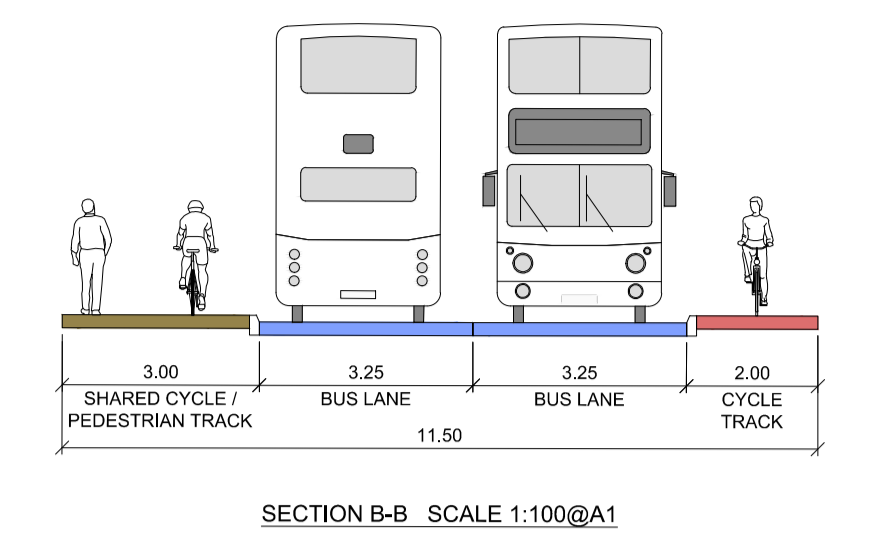 3.00
3.25
3.25
2.00
SHARED CYCLE /
PEDESTRIAN TRACK
BUS LANE
BUS LANE
CYCLE
TRACK
11.50
SECTION B-B SCALE 1:100@A1